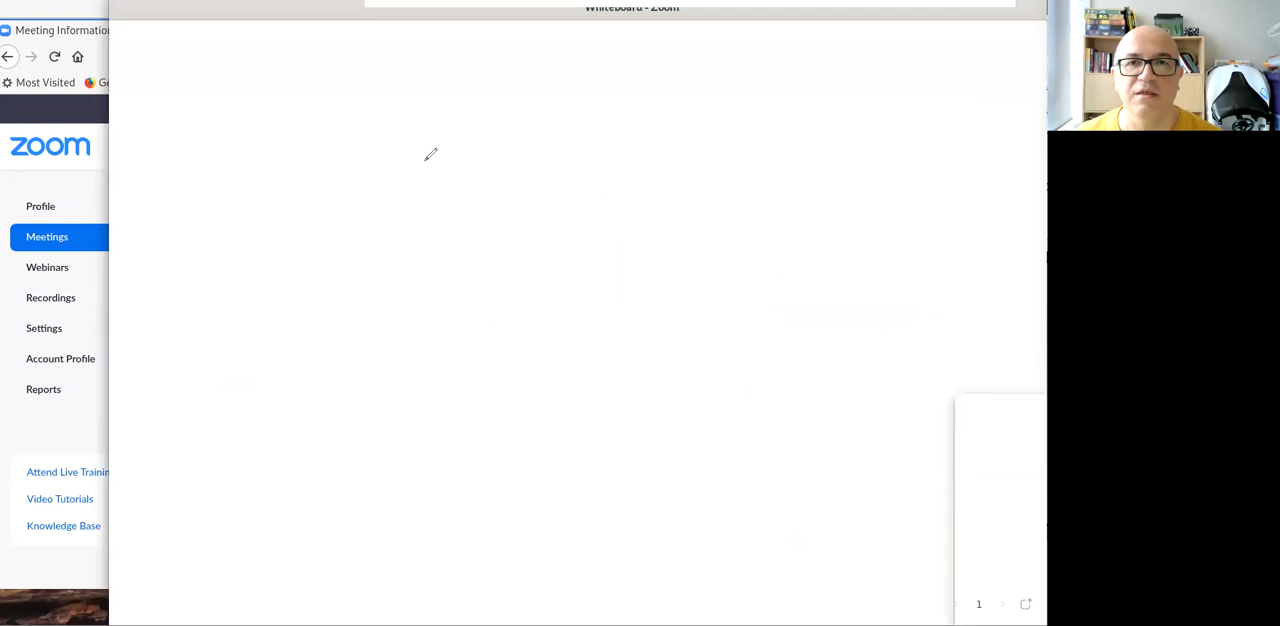 Whiteboard - Zoom
Meeting Informatio
Most Visited
zoom
Profile
Meetings
Webinars
Recordings
Settings
Account Profile
Reports
Attend Live Trainin
Video Tutorials
Knowledge Base
1